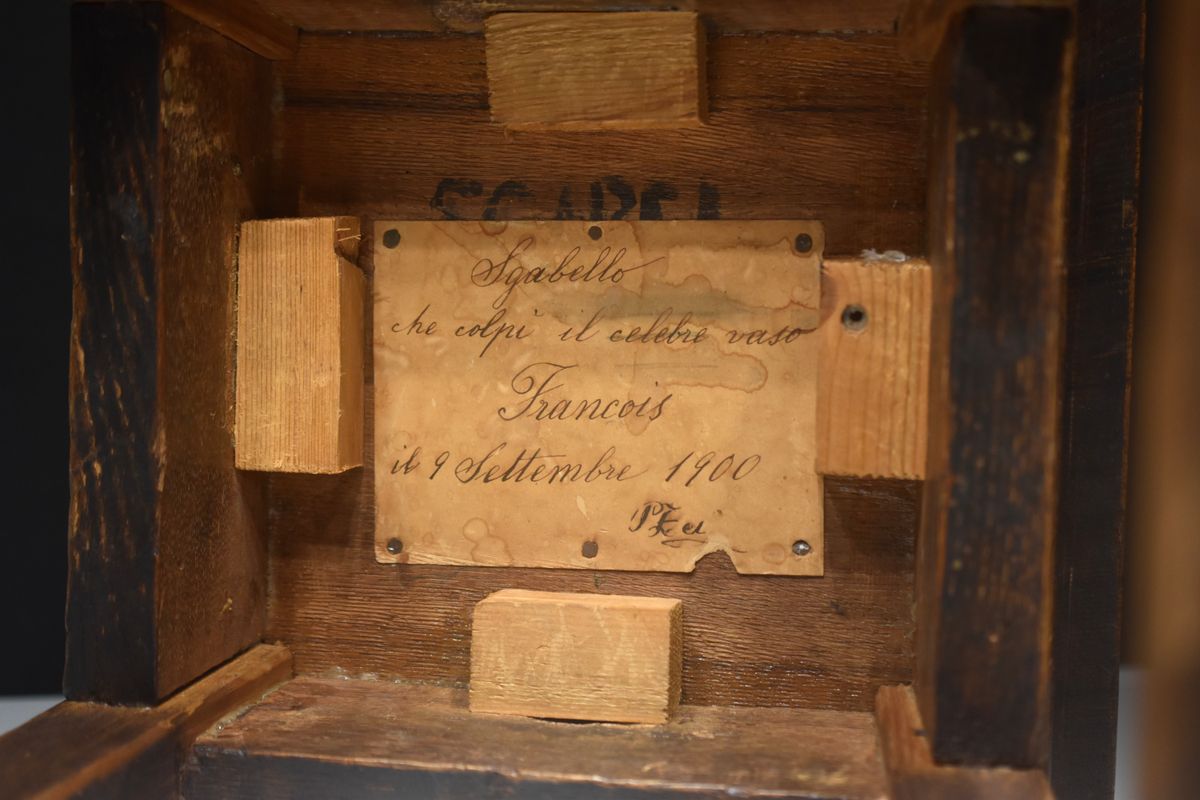 Sgabello
che colpì il celebre vaso
Francois
il 9 Settembre 1900